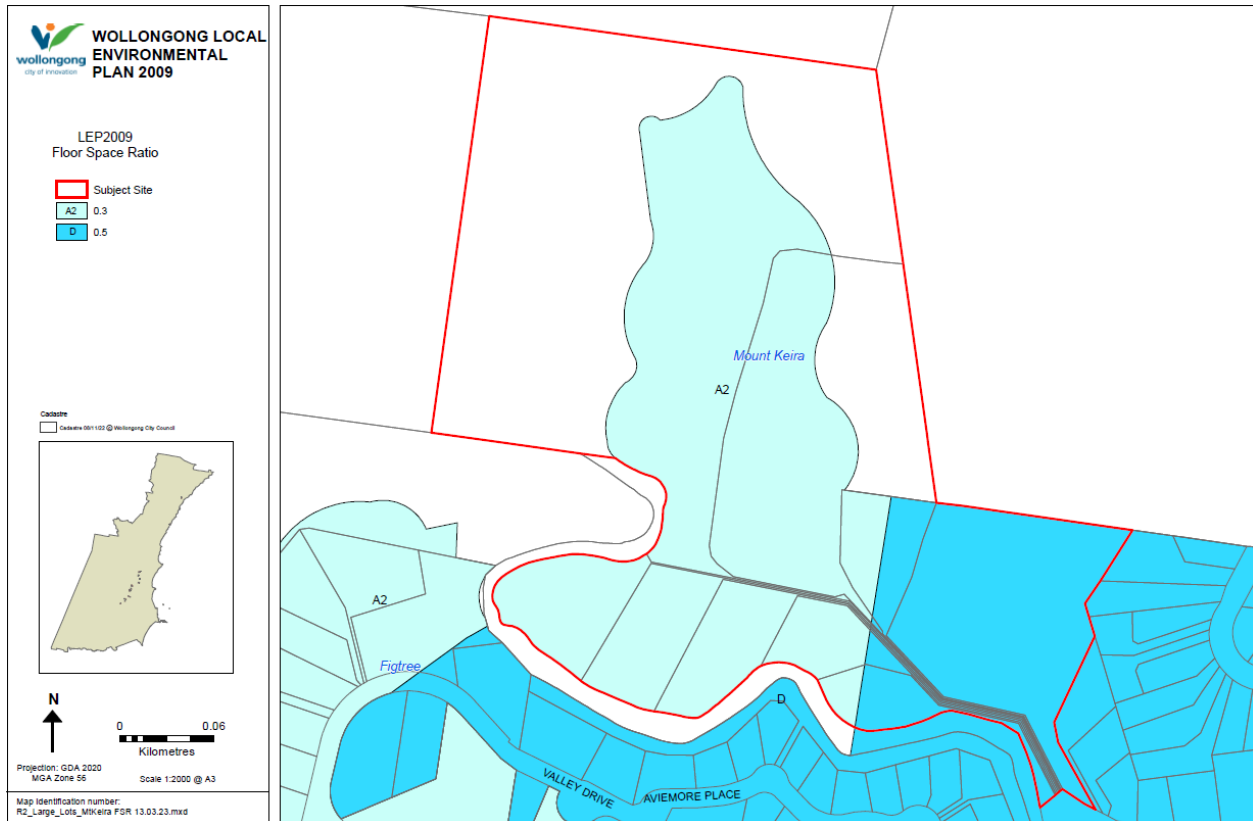 wollongong
city of innovation
WOLLONGONG LOCAL
ENVIRONMENTAL
PLAN 2009
LEP2009
Floor Space Ratio
Subject Site
A2 0.3
D 0.5
Cadastre
Cadastre 08/11/22 @ Wollongong City Council
N
0 0.06
Kilometres
Projection: GDA 2020
MGA Zone 56
Scale 1:2000 @ A3
Map Identification number:
R2_Large_Lots_MtKeira FSR 13.03.23.mxd
Mount Keira
A2
A2
Figtree
D
VALLEY DRIVE
AVIEMORE PLACE